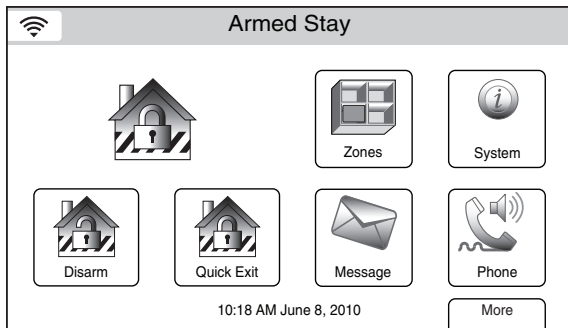 Armed Stay
Zones
System
Disarm
Quick Exit
Message
Phone
10:18 AM June 8, 2010
More